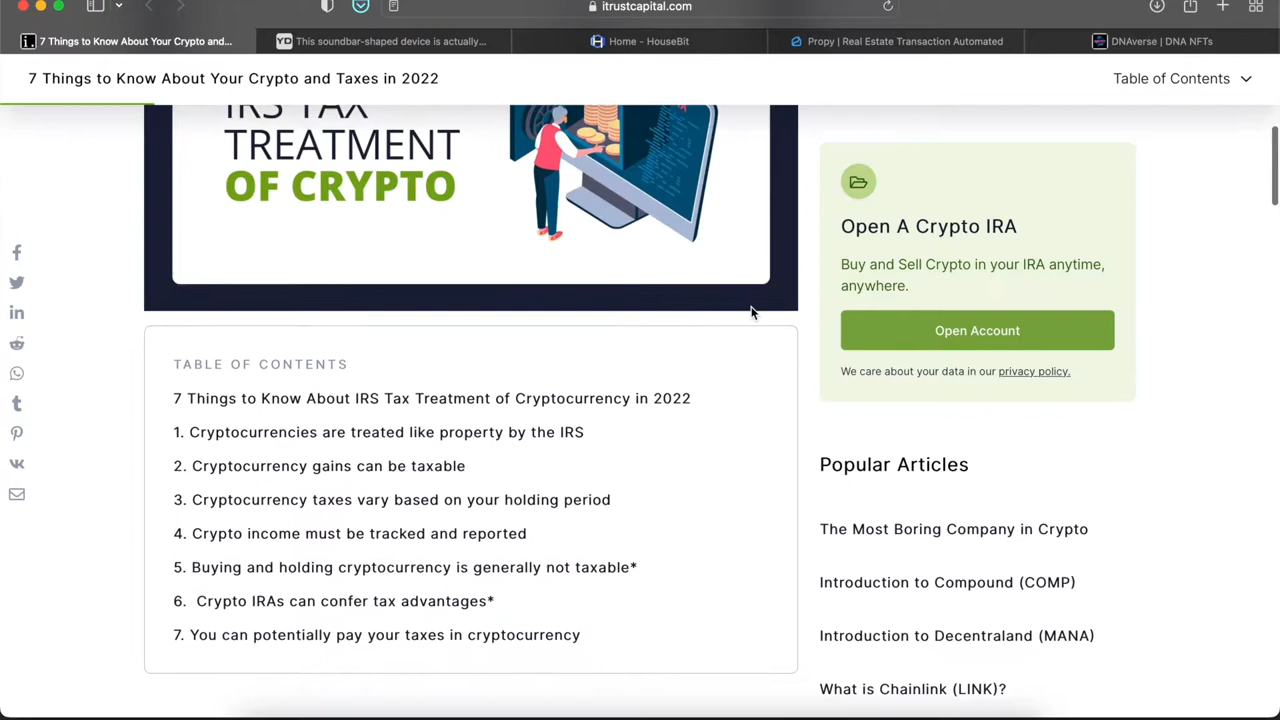 itrustcapital.com
7 Things to Know About Your Crypto and...
YD This soundbar-shaped device is actually...
Home - HouseBit
Propy | Real Estate Transaction Automated
DNAverse | DNA NFTs
7 Things to Know About Your Crypto and Taxes in 2022
Table of Contents
IRS TAX
TREATMENT
OF CRYPTO
Open A Crypto IRA
Buy and Sell Crypto in your IRA anytime,
anywhere.
Open Account
We care about your data in our privacy policy.
TABLE OF CONTENTS
7 Things to Know About IRS Tax Treatment of Cryptocurrency in 2022
1. Cryptocurrencies are treated like property by the IRS
2. Cryptocurrency gains can be taxable
3. Cryptocurrency taxes vary based on your holding period
4. Crypto income must be tracked and reported
5. Buying and holding cryptocurrency is generally not taxable*
6. Crypto IRAs can confer tax advantages*
7. You can potentially pay your taxes in cryptocurrency
Popular Articles
The Most Boring Company in Crypto
Introduction to Compound (COMP)
Introduction to Decentraland (MANA)
What is Chainlink (LINK)?